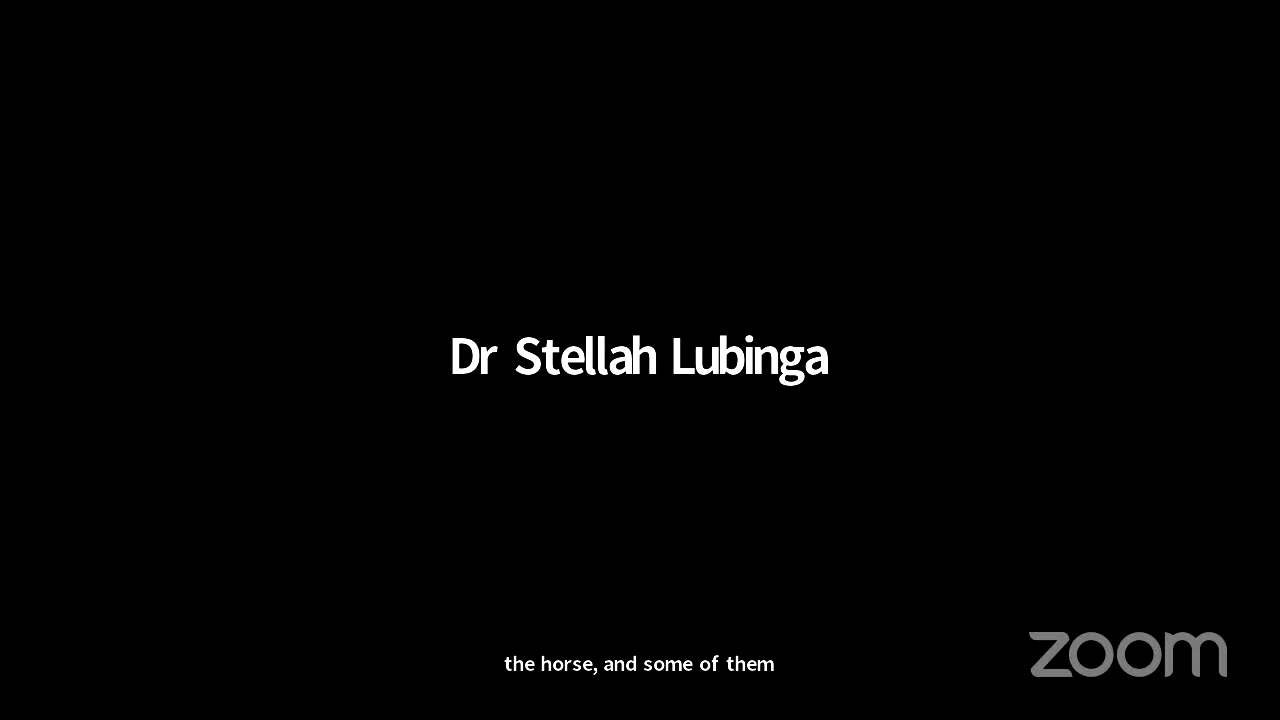 Dr Stellah Lubinga
the horse, and some of them
zoom